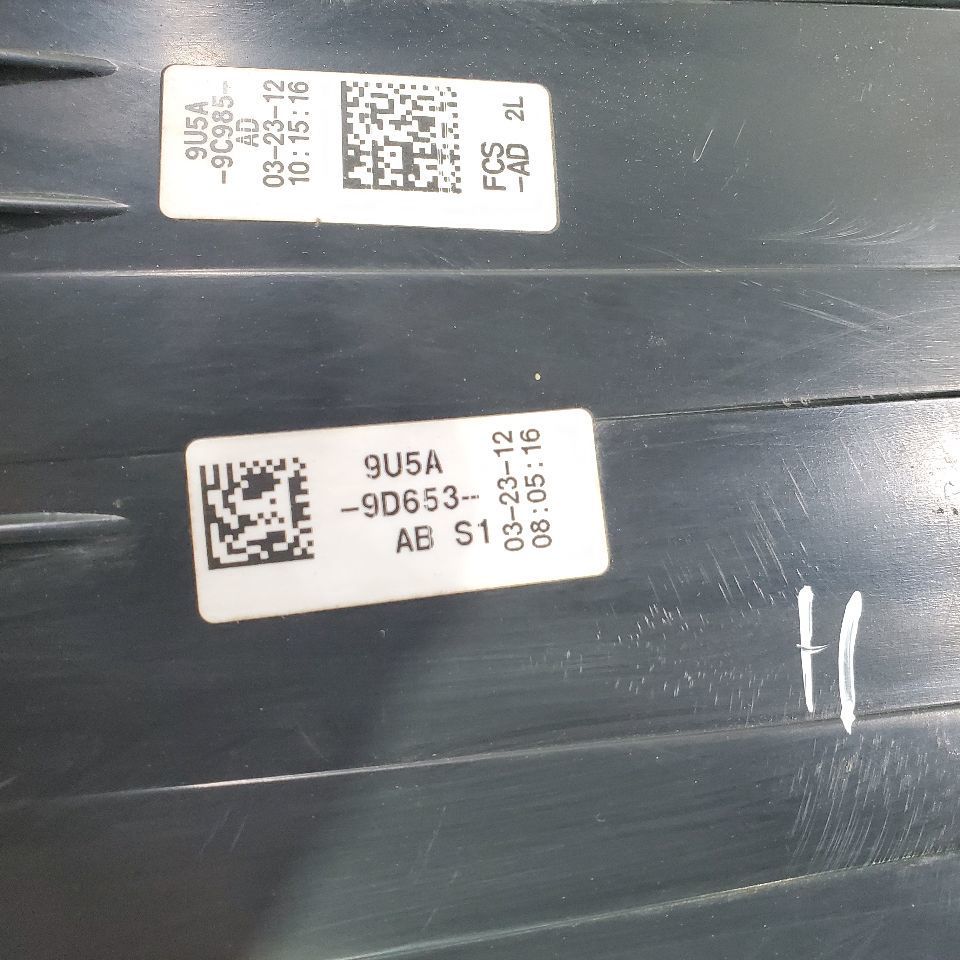 9U5A
-9C985-
AD
03-23-12
10:15:16
FCS 2L
-AD
9U5A
-9D653-
AB S1
03-23-12
08:05:16